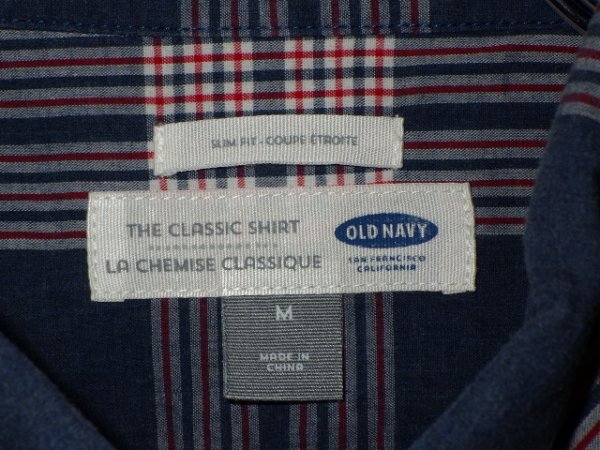 SLIM FIT - COUPE ÉTROITE
THE CLASSIC SHIRT
LA CHEMISE CLASSIQUE
OLD NAVY
SAN FRANCISCO
CALIFORNIA
M
MADE IN
CHINA